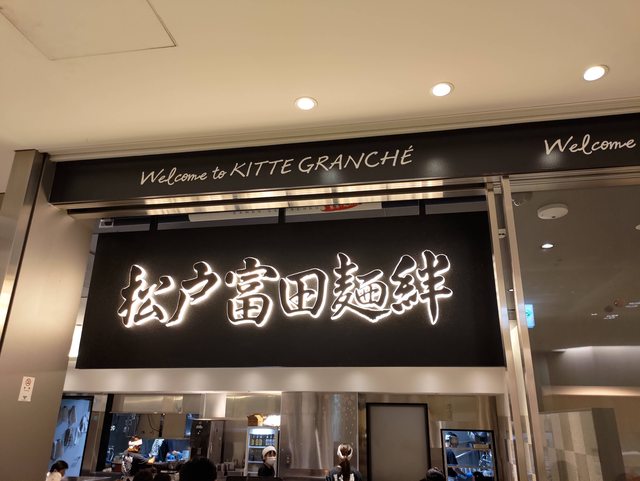 Welcome to KITTE GRANCHÉ
Welcome
松戸富田麺絆